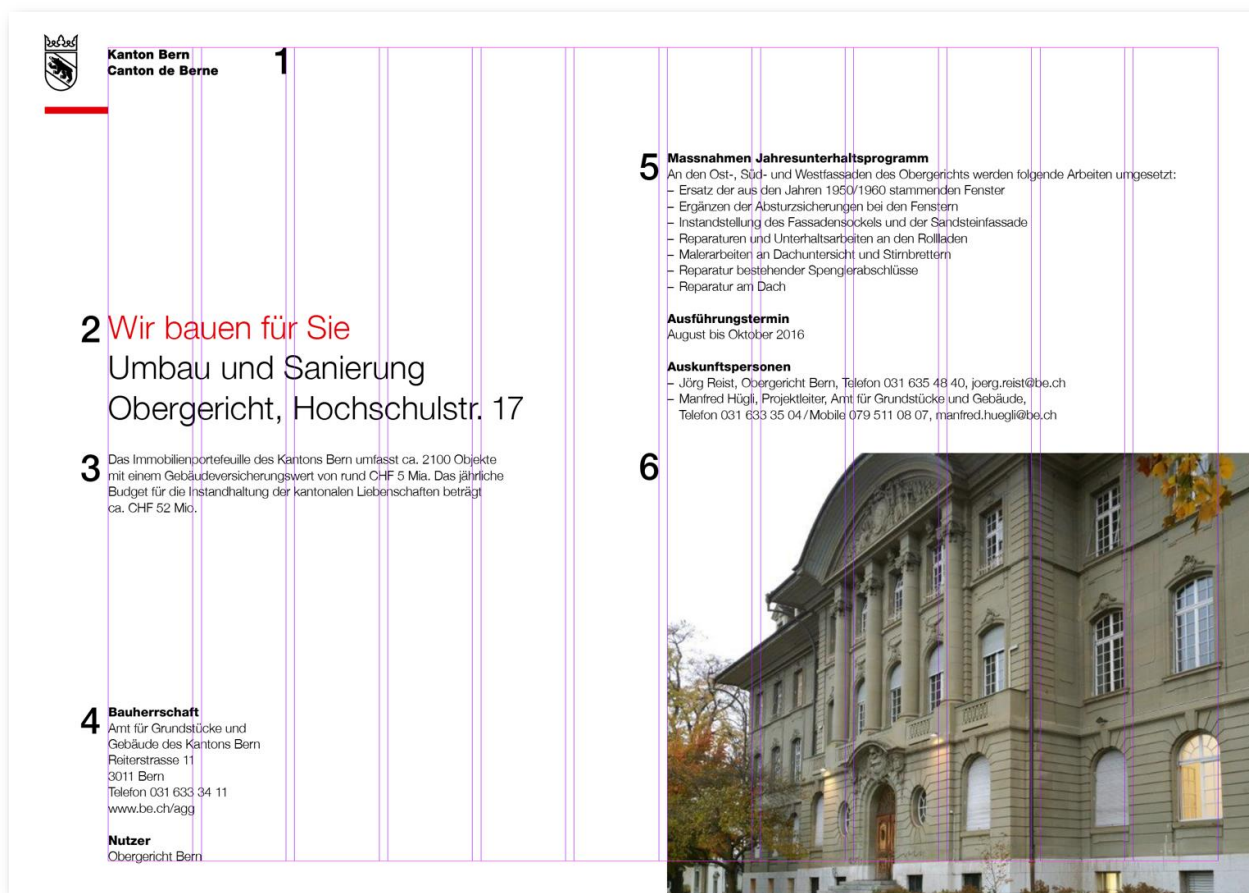 Kanton Bern
Canton de Berne
1
2
Wir bauen für Sie
Umbau und Sanierung
Obergericht, Hochschulstr. 17
3
Das Immobilienportefeuille des Kantons Bern umfasst ca. 2100 Objekte
mit einem Gebäudeversicherungswert von rund CHF 5 Mia. Das jährliche
Budget für die Instandhaltung der kantonalen Liebenschaften beträgt
ca. CHF 52 Mio.
4
Bauherrschaft
Amt für Grundstücke und
Gebäude des Kantons Bern
Reiterstrasse 11
3011 Bern
Telefon 031 633 34 11
www.be.ch/agg
Nutzer
Obergericht Bern
5
Massnahmen Jahresunterhaltsprogramm
An den Ost-, Süd- und Westfassaden des Obergerichts werden folgende Arbeiten umgesetzt:
– Ersatz der aus den Jahren 1950/1960 stammenden Fenster
– Ergänzen der Absturzsicherungen bei den Fenstern
– Instandstellung des Fassadensockels und der Sandsteinfassade
– Reparaturen und Unterhaltsarbeiten an den Rollladen
– Malerarbeiten an Dachuntersicht und Stirnbrettern
– Reparatur bestehender Spenglerabschlüsse
– Reparatur am Dach
Ausführungstermin
August bis Oktober 2016
Auskunftspersonen
– Jörg Reist, Obergericht Bern, Telefon 031 635 48 40, joerg.reist@be.ch
– Manfred Hügli, Projektleiter, Amt für Grundstücke und Gebäude,
Telefon 031 633 35 04/Mobile 079 511 08 07, manfred.huegli@be.ch
6